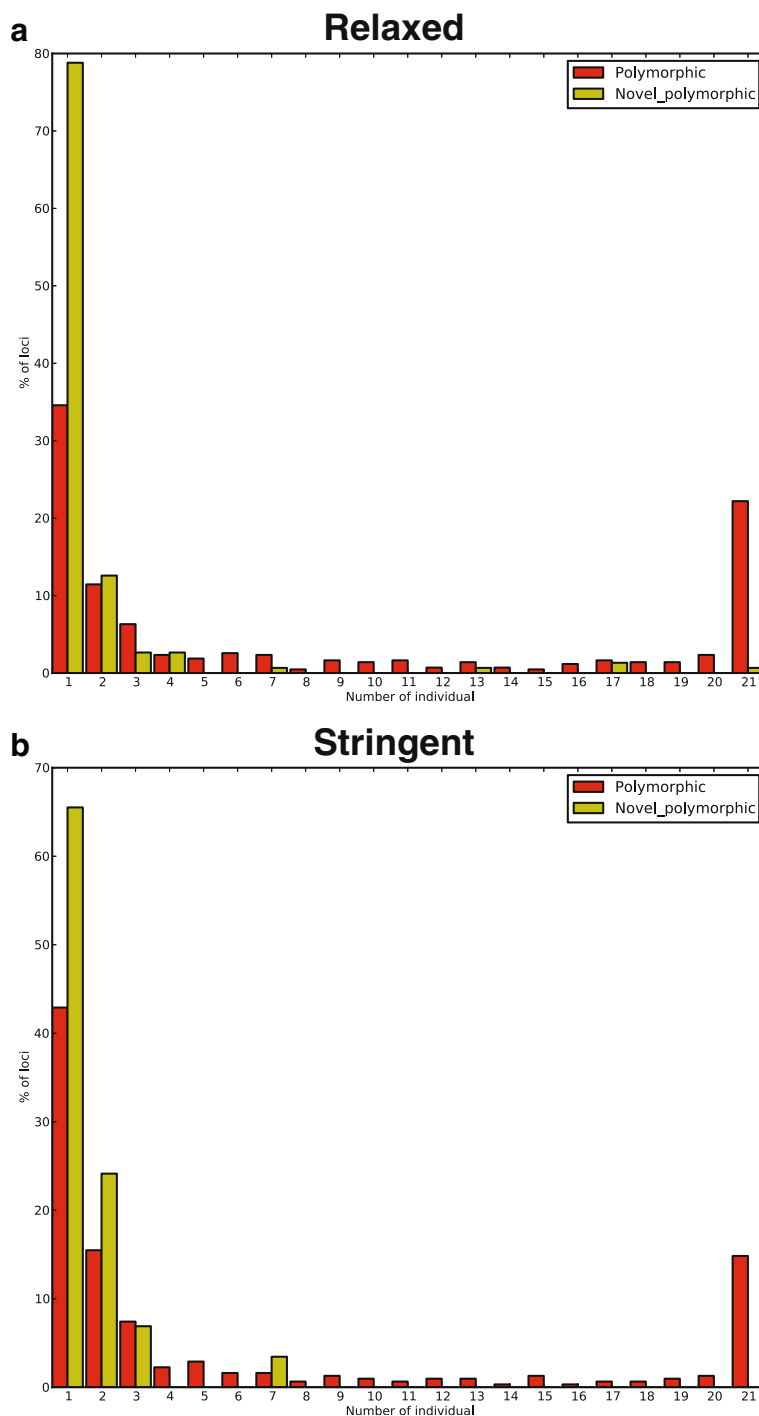 a
Relaxed
80
70
60
50
40
30
20
10
0
% of loci
Polymorphic
Novel_polymorphic
1 2 3 4 5 6 7 8 9 10 11 12 13 14 15 16 17 18 19 20 21
Number of individual
b
Stringent
70
60
50
40
30
20
10
0
% of loci
Polymorphic
Novel_polymorphic
1 2 3 4 5 6 7 8 9 10 11 12 13 14 15 16 17 18 19 20 21
Number of individual